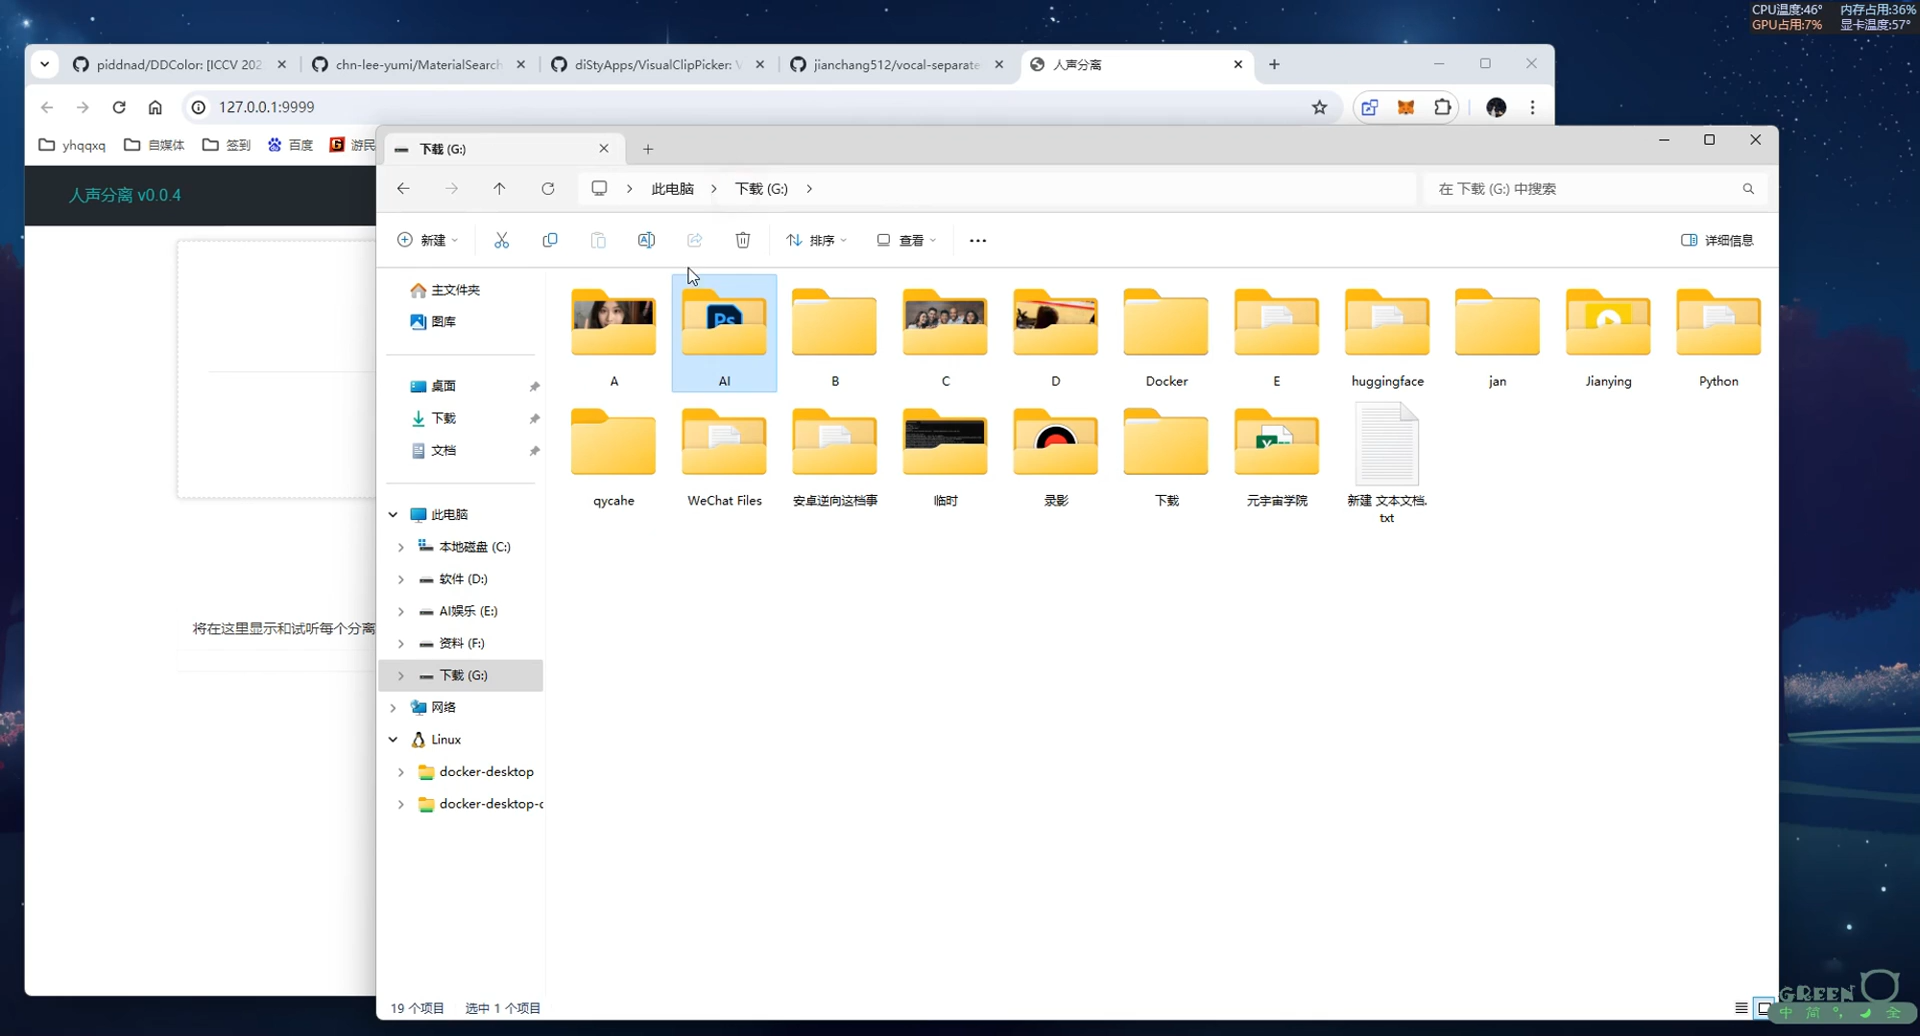 CPU温度:46° 内存占用:36%
GPU占用:7% 显卡温度:57°
piddnad/DDColor: [ICCV 202
chn-lee-yumi/MaterialSearch
diStyApps/VisualClipPicker: V
jianchang512/vocal-separate
人声分离
127.0.0.1:9999
yhqqxq 自媒体 签到 百度 游民
人声分离 v0.0.4
将在这里显示和试听每个分离
下载 (G:)
此电脑 下载 (G:)
在 下载 (G:) 中搜索
新建 排序 查看 详细信息
主文件夹
图库
桌面
下载
文档
此电脑
本地磁盘 (C:)
软件 (D:)
AI娱乐 (E:)
资料 (F:)
下载 (G:)
网络
Linux
docker-desktop
docker-desktop-c
A AI B C D Docker E huggingface jan Jianying Python
Ps
qycahe WeChat Files 安卓逆向这档事 临时 录影 下载 元宇宙学院 新建 文本文档.
txt
19 个项目 选中 1 个项目
GREEN
中 简 °, 全